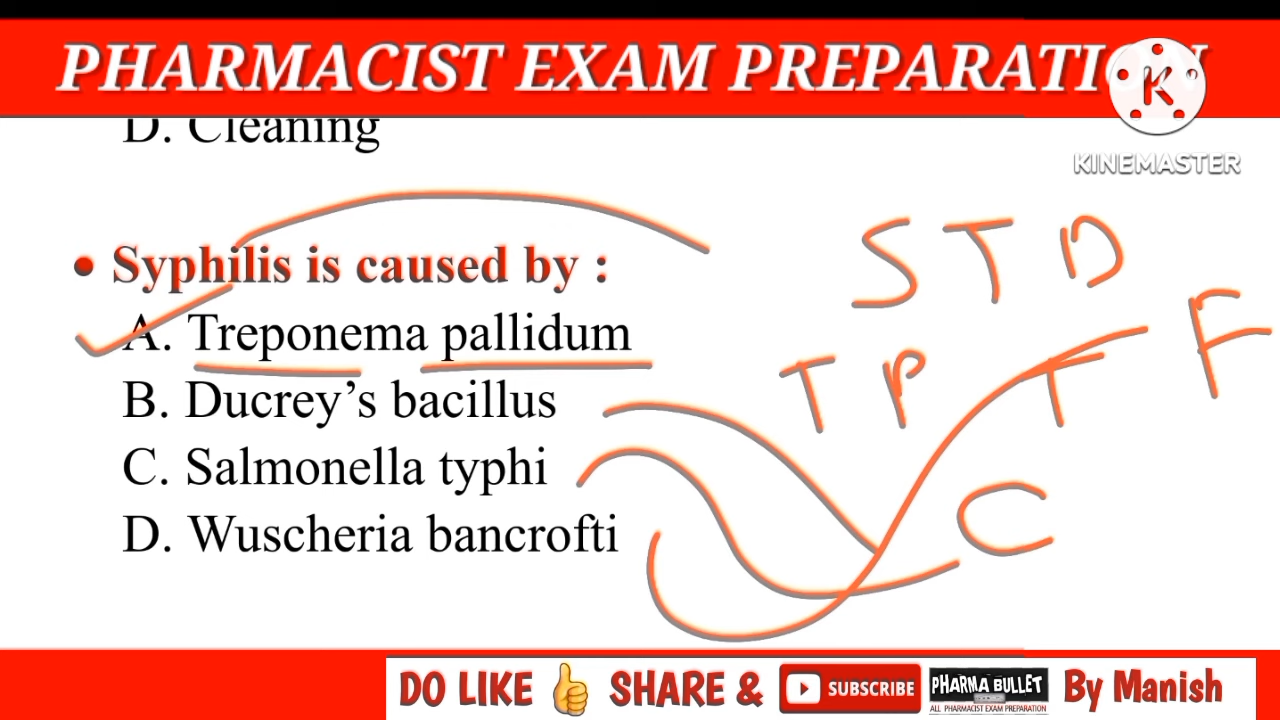 PHARMACIST EXAM PREPARATION
K
KINEMASTER
D. Cleaning
• Syphilis is caused by :
A. Treponema pallidum
B. Ducrey’s bacillus
C. Salmonella typhi
D. Wuscheria bancrofti
STD
TP
T F
C
DO LIKE SHARE & SUBSCRIBE PHARMA BULLET By Manish
ALL PHARMACIST EXAM PREPARATION